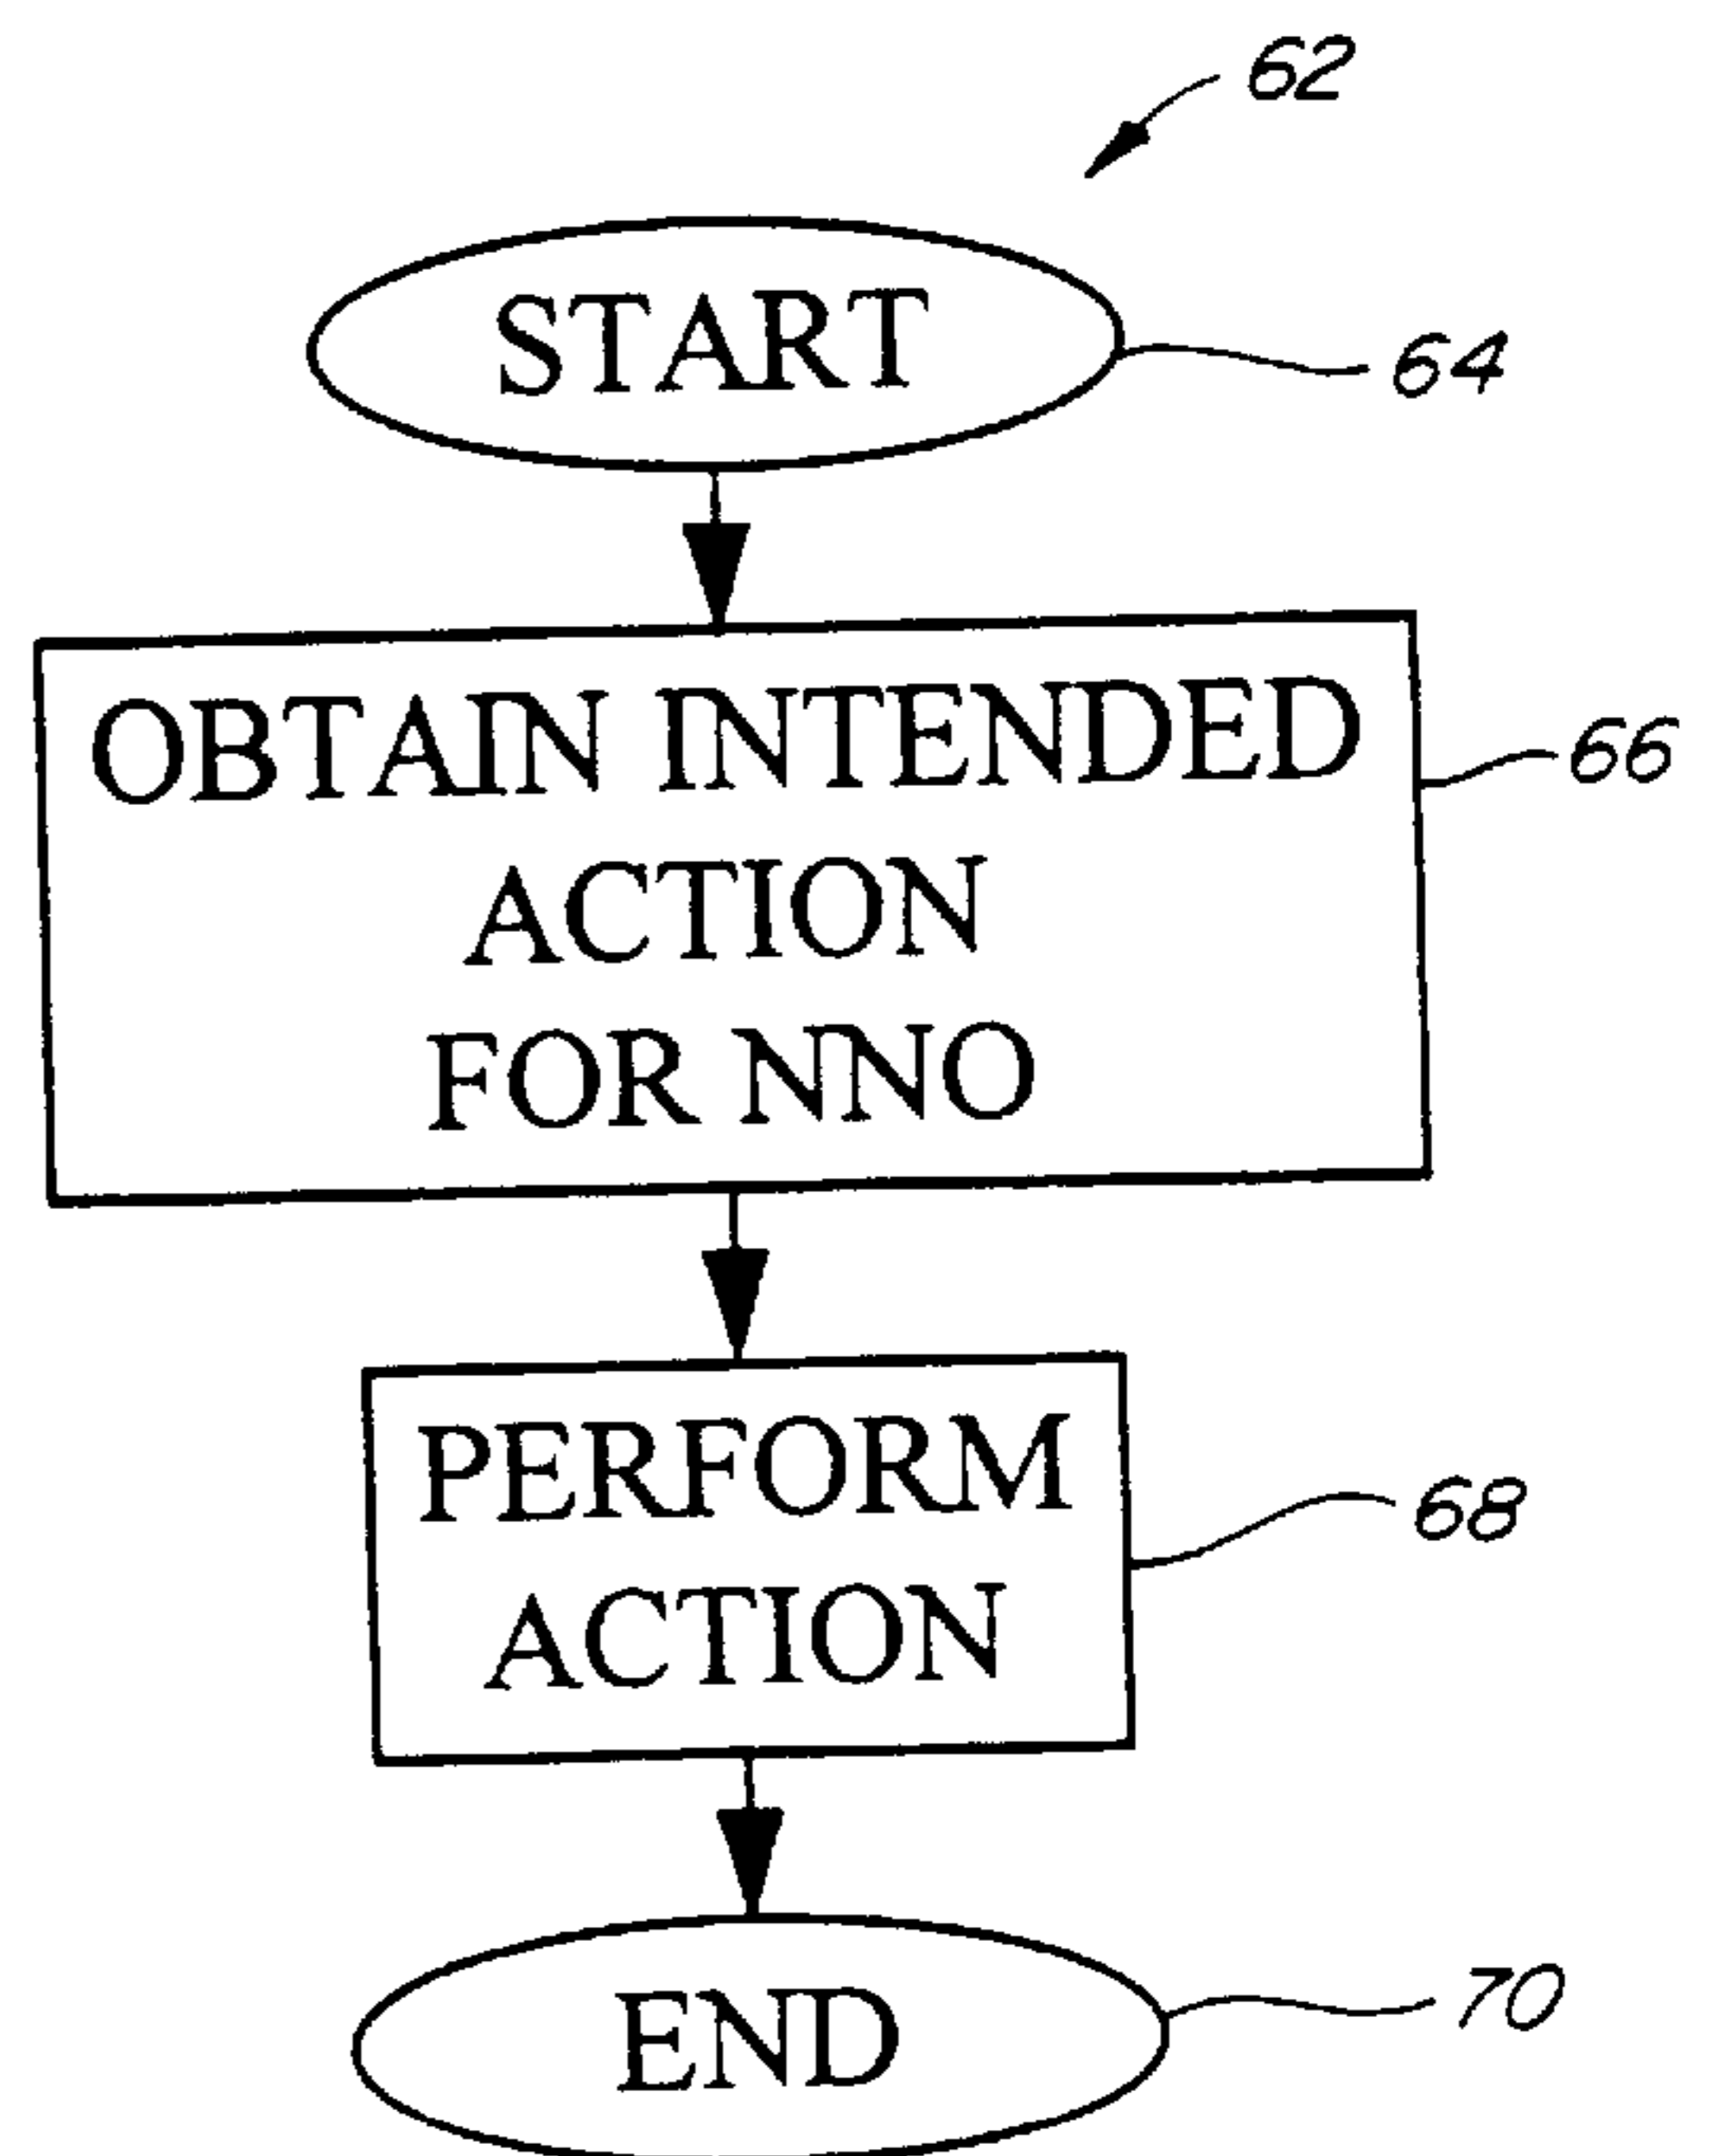 62
START
64
OBTAIN INTENDED
66
ACTION
FOR NNO
PERFORM
68
ACTION
END
70